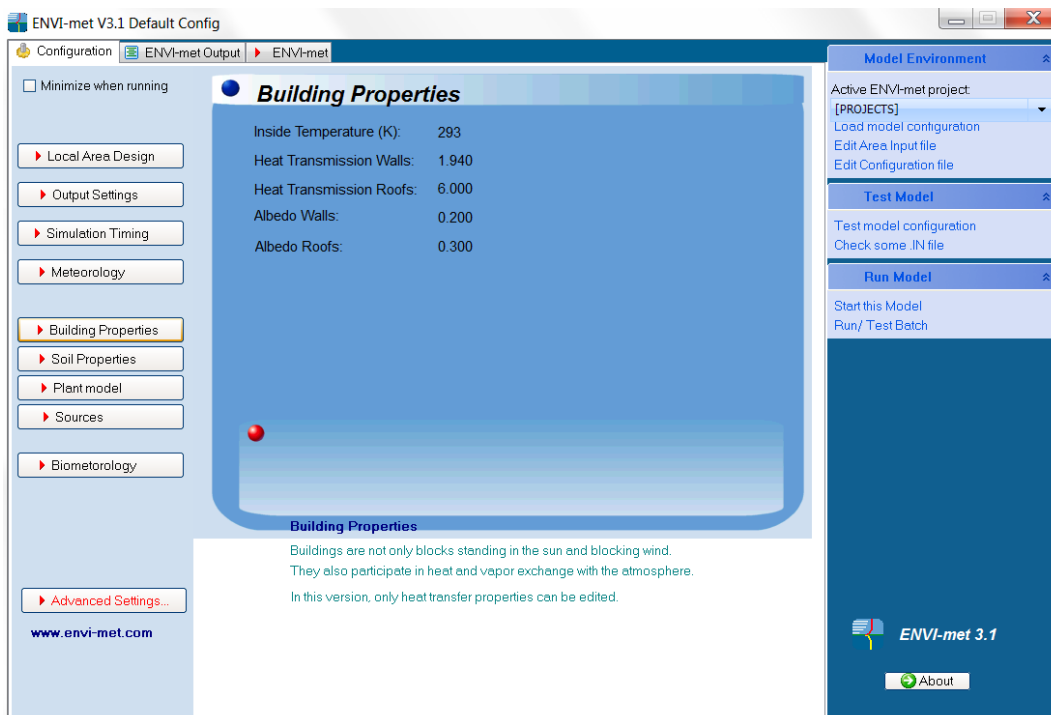 ENVI-met V3.1 Default Config
Configuration
ENVI-met Output
ENVI-met
Minimize when running
Local Area Design
Output Settings
Simulation Timing
Meteorology
Building Properties
Soil Properties
Plant model
Sources
Biometorology
Advanced Settings...
www.envi-met.com
Building Properties
Inside Temperature (K): 293
Heat Transmission Walls: 1.940
Heat Transmission Roofs: 6.000
Albedo Walls: 0.200
Albedo Roofs: 0.300
Building Properties
Buildings are not only blocks standing in the sun and blocking wind.
They also participate in heat and vapor exchange with the atmosphere.
In this version, only heat transfer properties can be edited.
Model Environment
Active ENVI-met project:
[PROJECTS]
Load model configuration
Edit Area Input file
Edit Configuration file
Test Model
Test model configuration
Check some .IN file
Run Model
Start this Model
Run/ Test Batch
ENVI-met 3.1
About